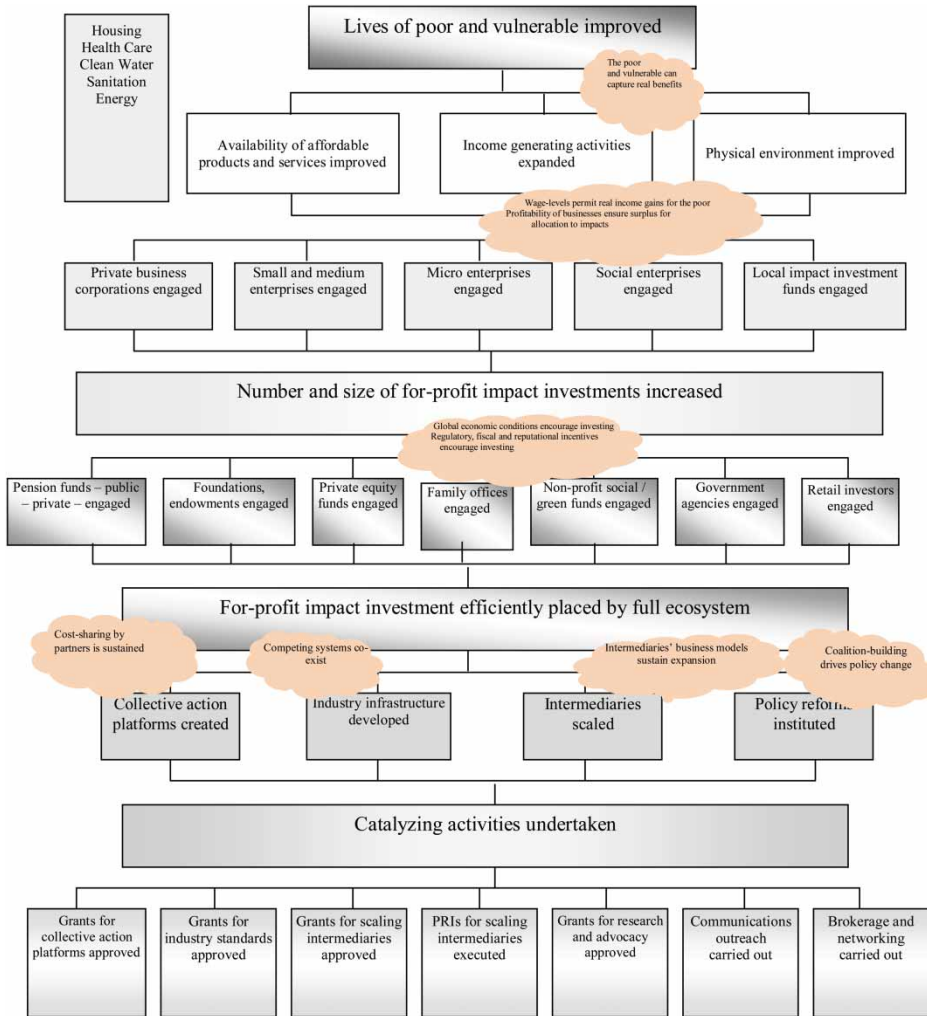 Housing
Health Care
Clean Water
Sanitation
Energy
Lives of poor and vulnerable improved
The poor
and vulnerable can
capture real benefits
Availability of affordable
products and services improved
Income generating activities
expanded
Physical environment improved
Wage-levels permit real income gains for the poor
Profitability of businesses ensure surplus for
allocation to impacts
Private business
corporations engaged
Small and medium
enterprises engaged
Micro enterprises
engaged
Social enterprises
engaged
Local impact investment
funds engaged
Number and size of for-profit impact investments increased
Global economic conditions encourage investing
Regulatory, fiscal and reputational incentives
encourage investing
Pension funds – public
– private – engaged
Foundations,
endowments engaged
Private equity
funds engaged
Family offices
engaged
Non-profit social /
green funds engaged
Government
agencies engaged
Retail investors
engaged
For-profit impact investment efficiently placed by full ecosystem
Cost-sharing by
partners is sustained
Competing systems co-
exist
Intermediaries’ business models
sustain expansion
Coalition-building
drives policy change
Collective action
platforms created
Industry infrastructure
developed
Intermediaries
scaled
Policy reforms
instituted
Catalyzing activities undertaken
Grants for
collective action
platforms approved
Grants for
industry standards
approved
Grants for scaling
intermediaries
approved
PRIs for scaling
intermediaries
executed
Grants for research
and advocacy
approved
Communications
outreach
carried out
Brokerage and
networking
carried out